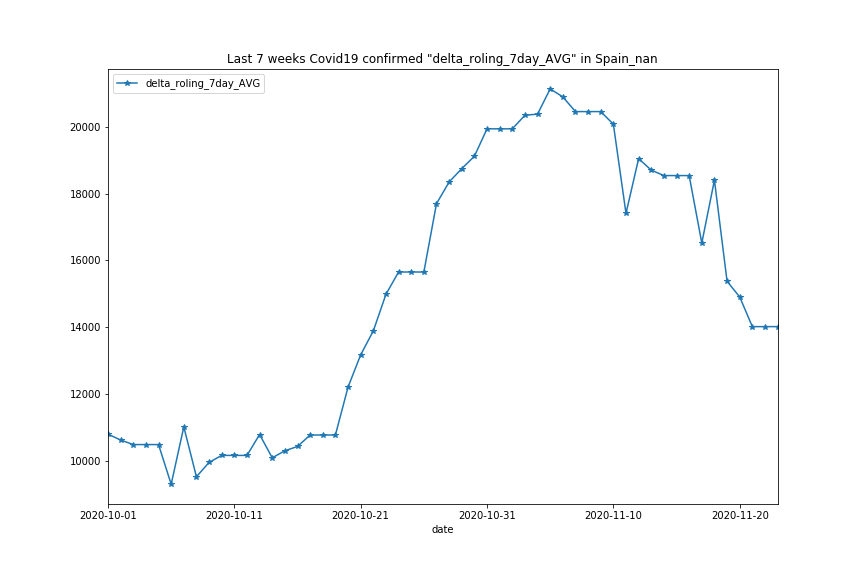 Last 7 weeks Covid19 confirmed "delta_roling_7day_AVG" in Spain_nan
delta_roling_7day_AVG
20000
18000
16000
14000
12000
10000
2020-10-01 2020-10-11 2020-10-21 2020-10-31 2020-11-10 2020-11-20
date